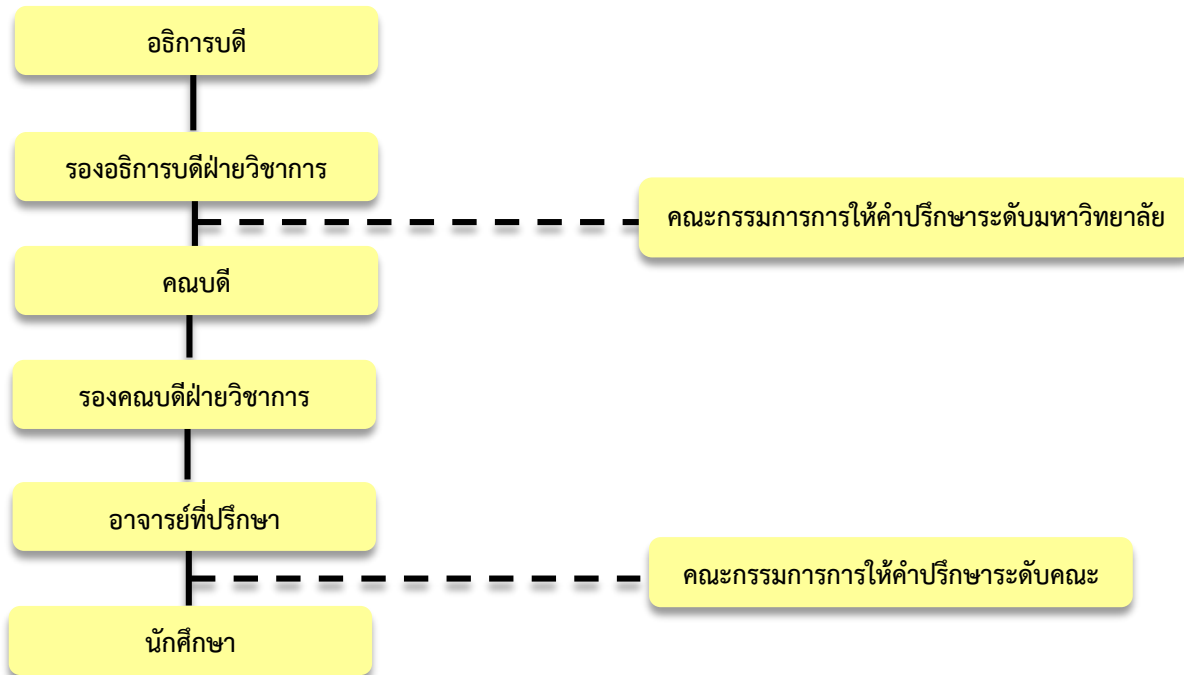 อธิการบดี
รองอธิการบดีฝ่ายวิชาการ
คณะกรรมการการให้คำปรึกษาระดับมหาวิทยาลัย
คณบดี
รองคณบดีฝ่ายวิชาการ
อาจารย์ที่ปรึกษา
คณะกรรมการการให้คำปรึกษาระดับคณะ
นักศึกษา